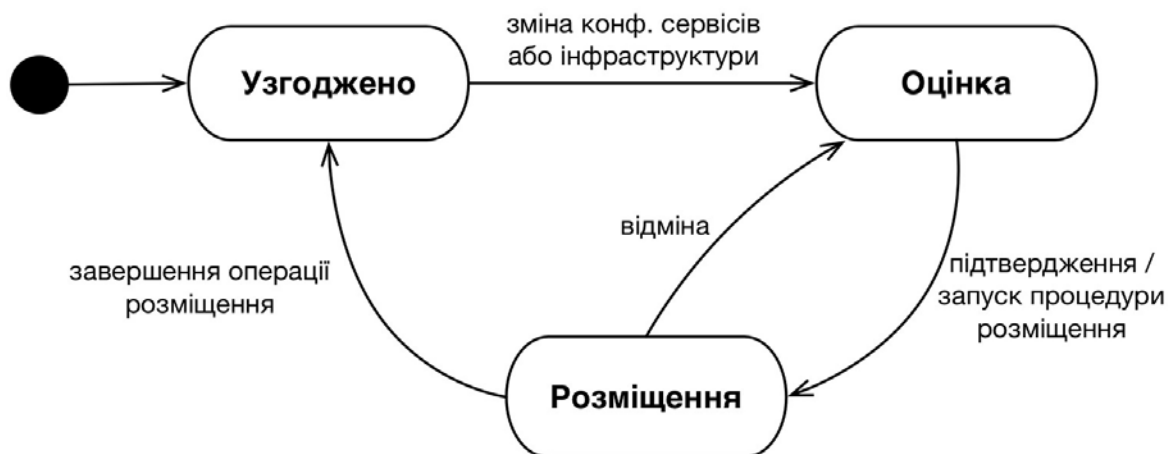 зміна конф. сервісів
або інфраструктури
Узгоджено
Оцінка
відміна
завершення операції
розміщення
підтвердження /
запуск процедури
розміщення
Розміщення